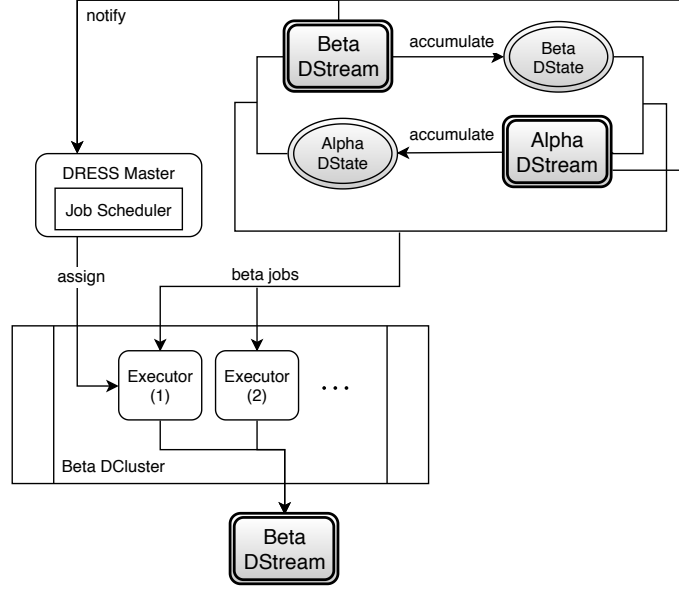 notify
Beta
DStream
accumulate
Beta
DState
Alpha
DState
accumulate
Alpha
DStream
DRESS Master
Job Scheduler
assign
beta jobs
Executor
(1)
Executor
(2)
...
Beta DCluster
Beta
DStream